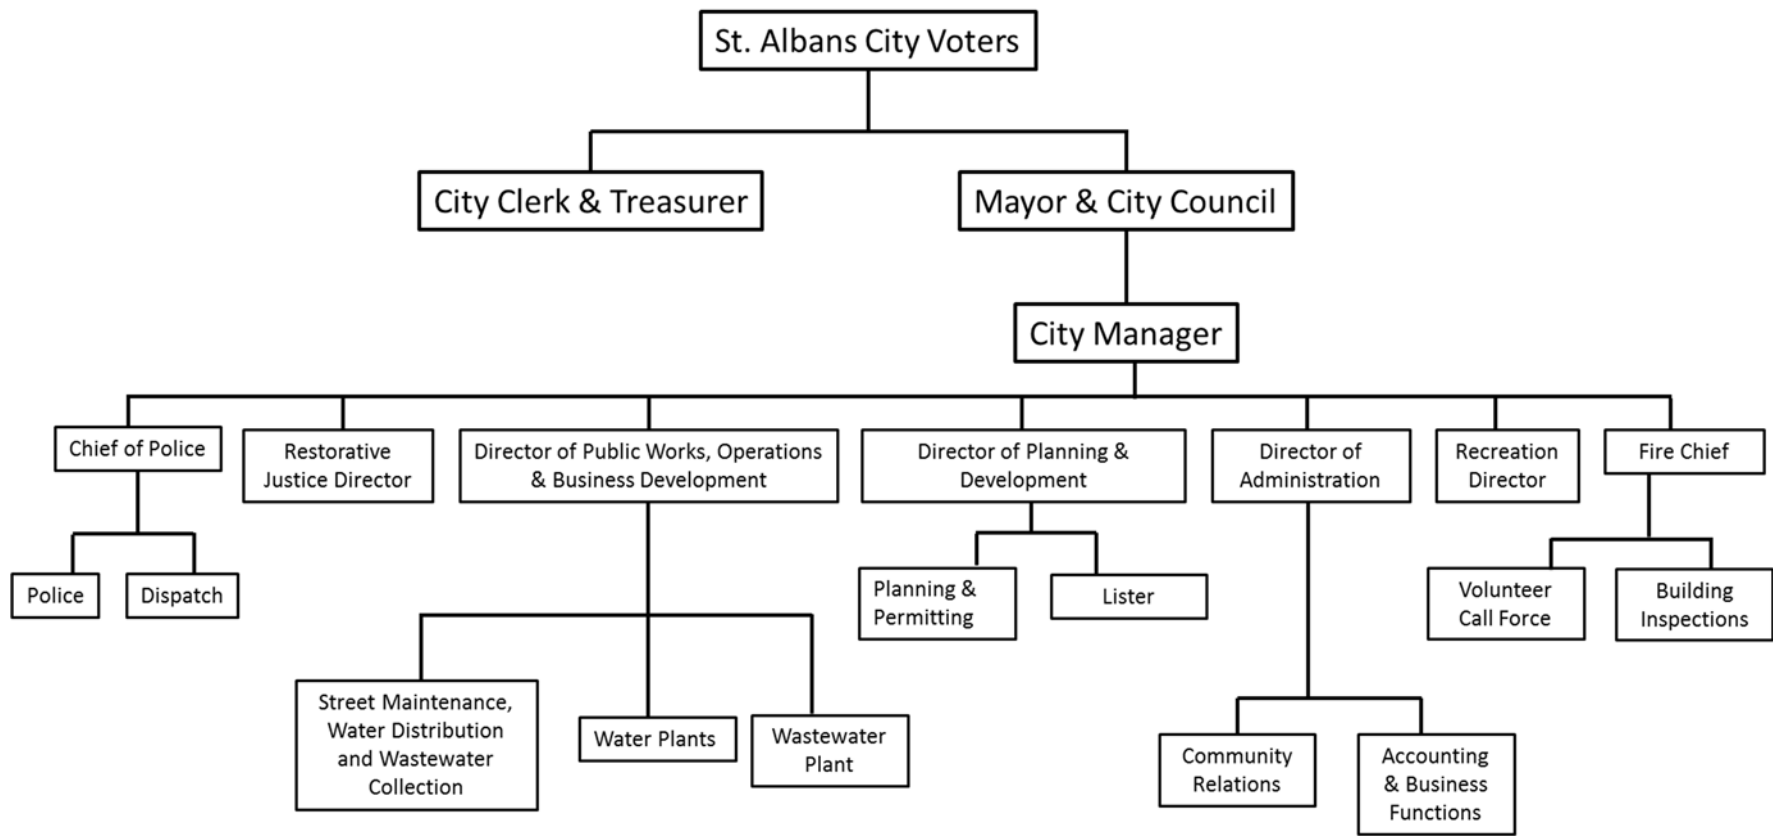 St. Albans City Voters
City Clerk & Treasurer
Mayor & City Council
City Manager
Chief of Police
Restorative
Justice Director
Director of Public Works, Operations
& Business Development
Director of Planning &
Development
Director of
Administration
Recreation
Director
Fire Chief
Police
Dispatch
Planning &
Permitting
Lister
Volunteer
Call Force
Building
Inspections
Street Maintenance,
Water Distribution
and Wastewater
Collection
Water Plants
Wastewater
Plant
Community
Relations
Accounting
& Business
Functions